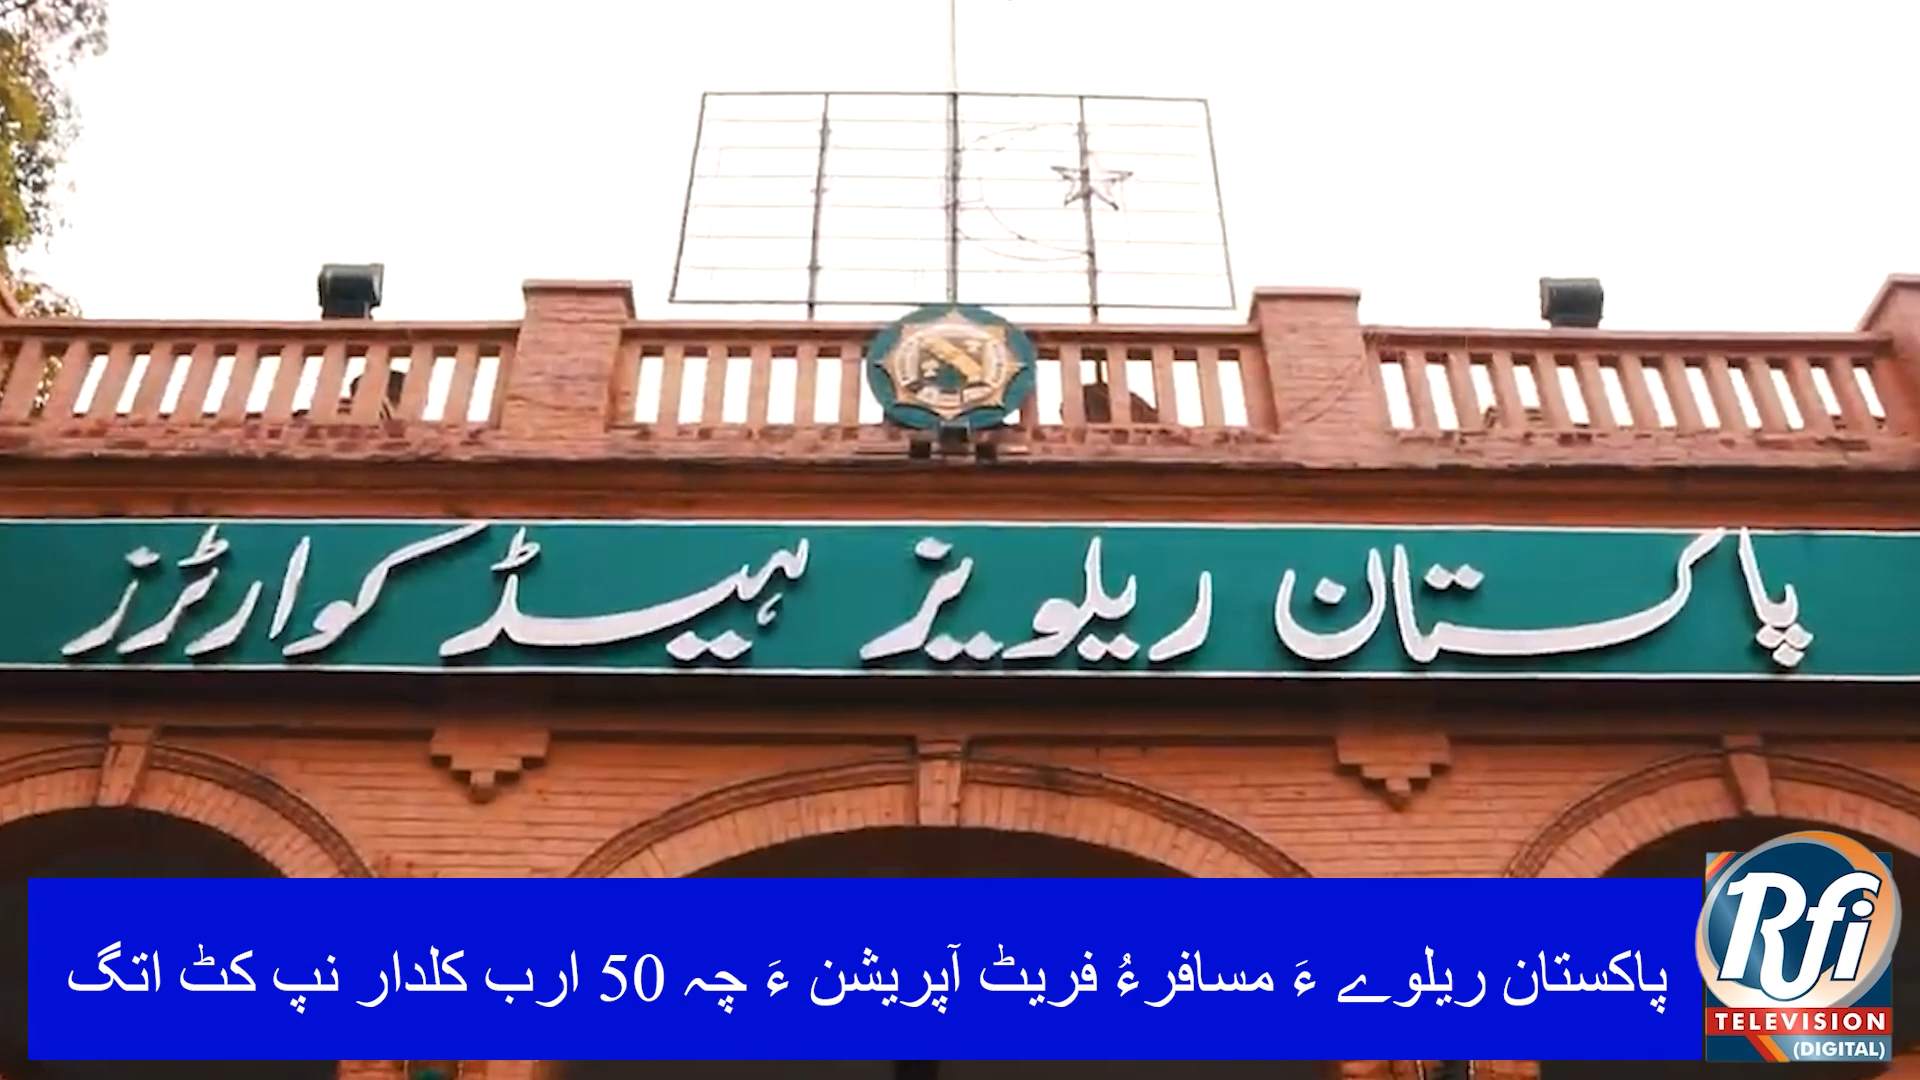 پاکستان ریلویز ہیڈ کوارٹرز
پاکستان ریلوے ءَ مسافرءُ فریٹ آپریشن ءَ چہ 50 ارب کلدار نپ کٹ اتگ
Rfi
TELEVISION
(DIGITAL)